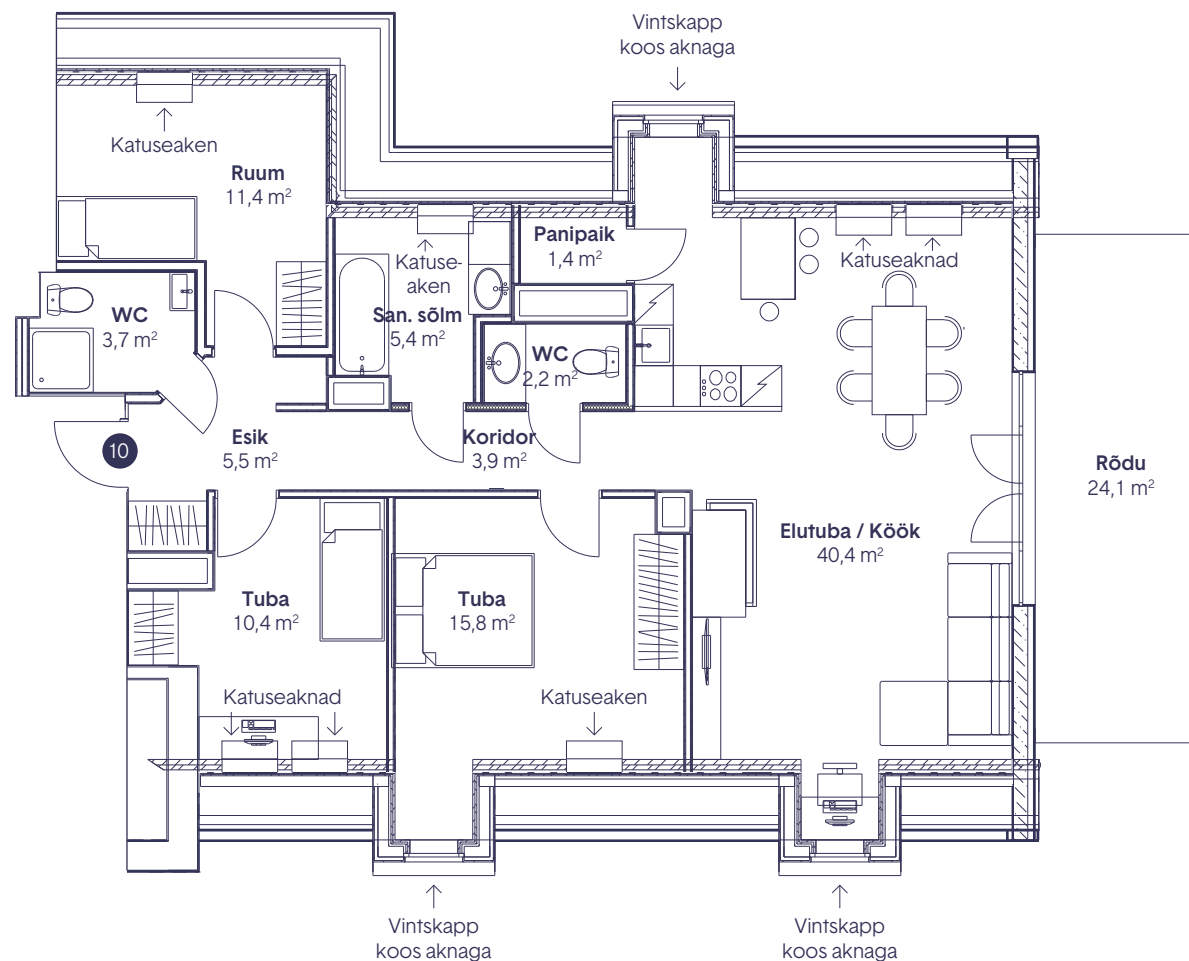 Vintskapp
koos aknaga
Katuseaken
Ruum
11,4 m²
Panipaik
1,4 m²
Katuse-
aken
Katuseaknad
WC
3,7 m²
San. sõlm
5,4 m²
WC
2,2 m²
10
Esik
5,5 m²
Koridor
3,9 m²
Rõdu
24,1 m²
Elutuba / Köök
40,4 m²
Tuba
10,4 m²
Tuba
15,8 m²
Katuseaknad
Katuseaken
Vintskapp
koos aknaga
Vintskapp
koos aknaga